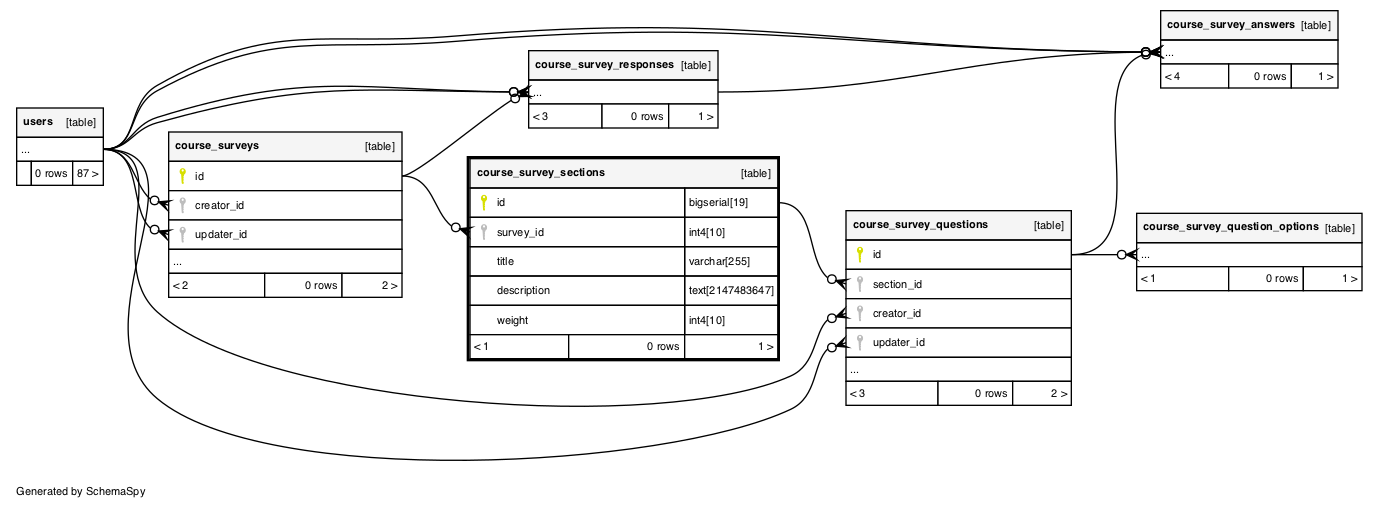 users [table]
...
0 rows 87 >
course_surveys [table]
id
creator_id
updater_id
...
< 2 0 rows 2 >
course_survey_responses [table]
...
< 3 0 rows 1 >
course_survey_sections [table]
id bigserial[19]
survey_id int4[10]
title varchar[255]
description text[2147483647]
weight int4[10]
< 1 0 rows 1 >
course_survey_questions [table]
id
section_id
creator_id
updater_id
...
< 3 0 rows 2 >
course_survey_answers [table]
...
< 4 0 rows 1 >
course_survey_question_options [table]
...
< 1 0 rows 1 >
Generated by SchemaSpy